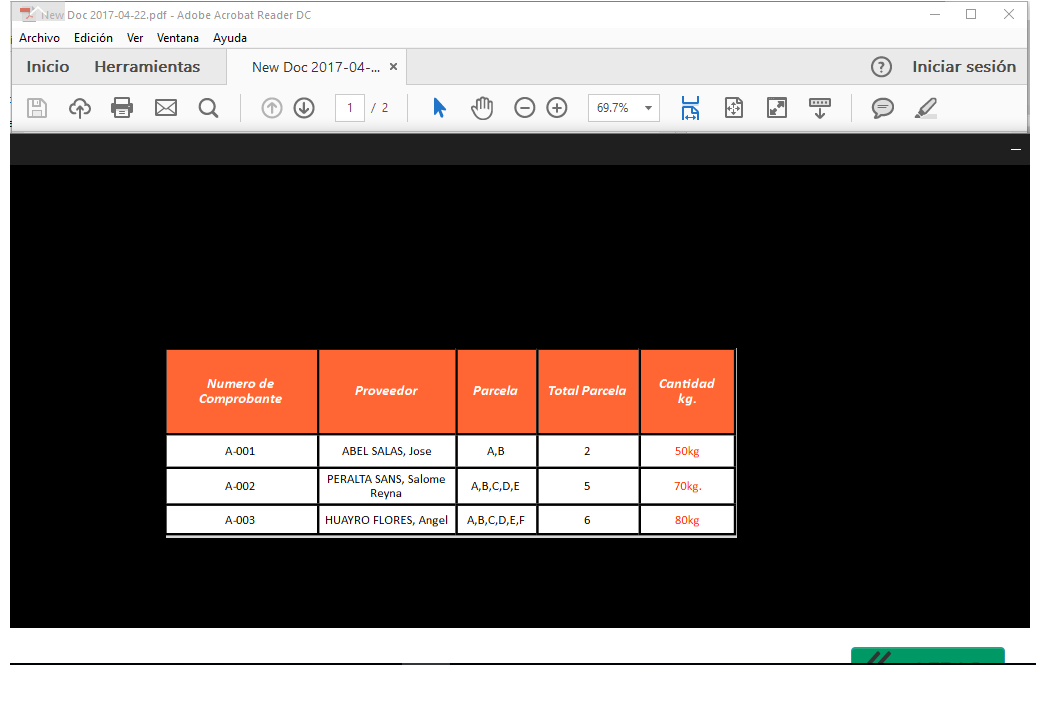 New Doc 2017-04-22.pdf - Adobe Acrobat Reader DC
Archivo Edición Ver Ventana Ayuda
Inicio Herramientas New Doc 2017-04-... × ? Iniciar sesión
1 / 2 69.7%
Numero de Comprobante Proveedor Parcela Total Parcela Cantidad kg.
A-001 ABEL SALAS, Jose A,B 2 50kg
A-002 PERALTA SANS, Salome Reyna A,B,C,D,E 5 70kg.
A-003 HUAYRO FLORES, Angel A,B,C,D,E,F 6 80kg